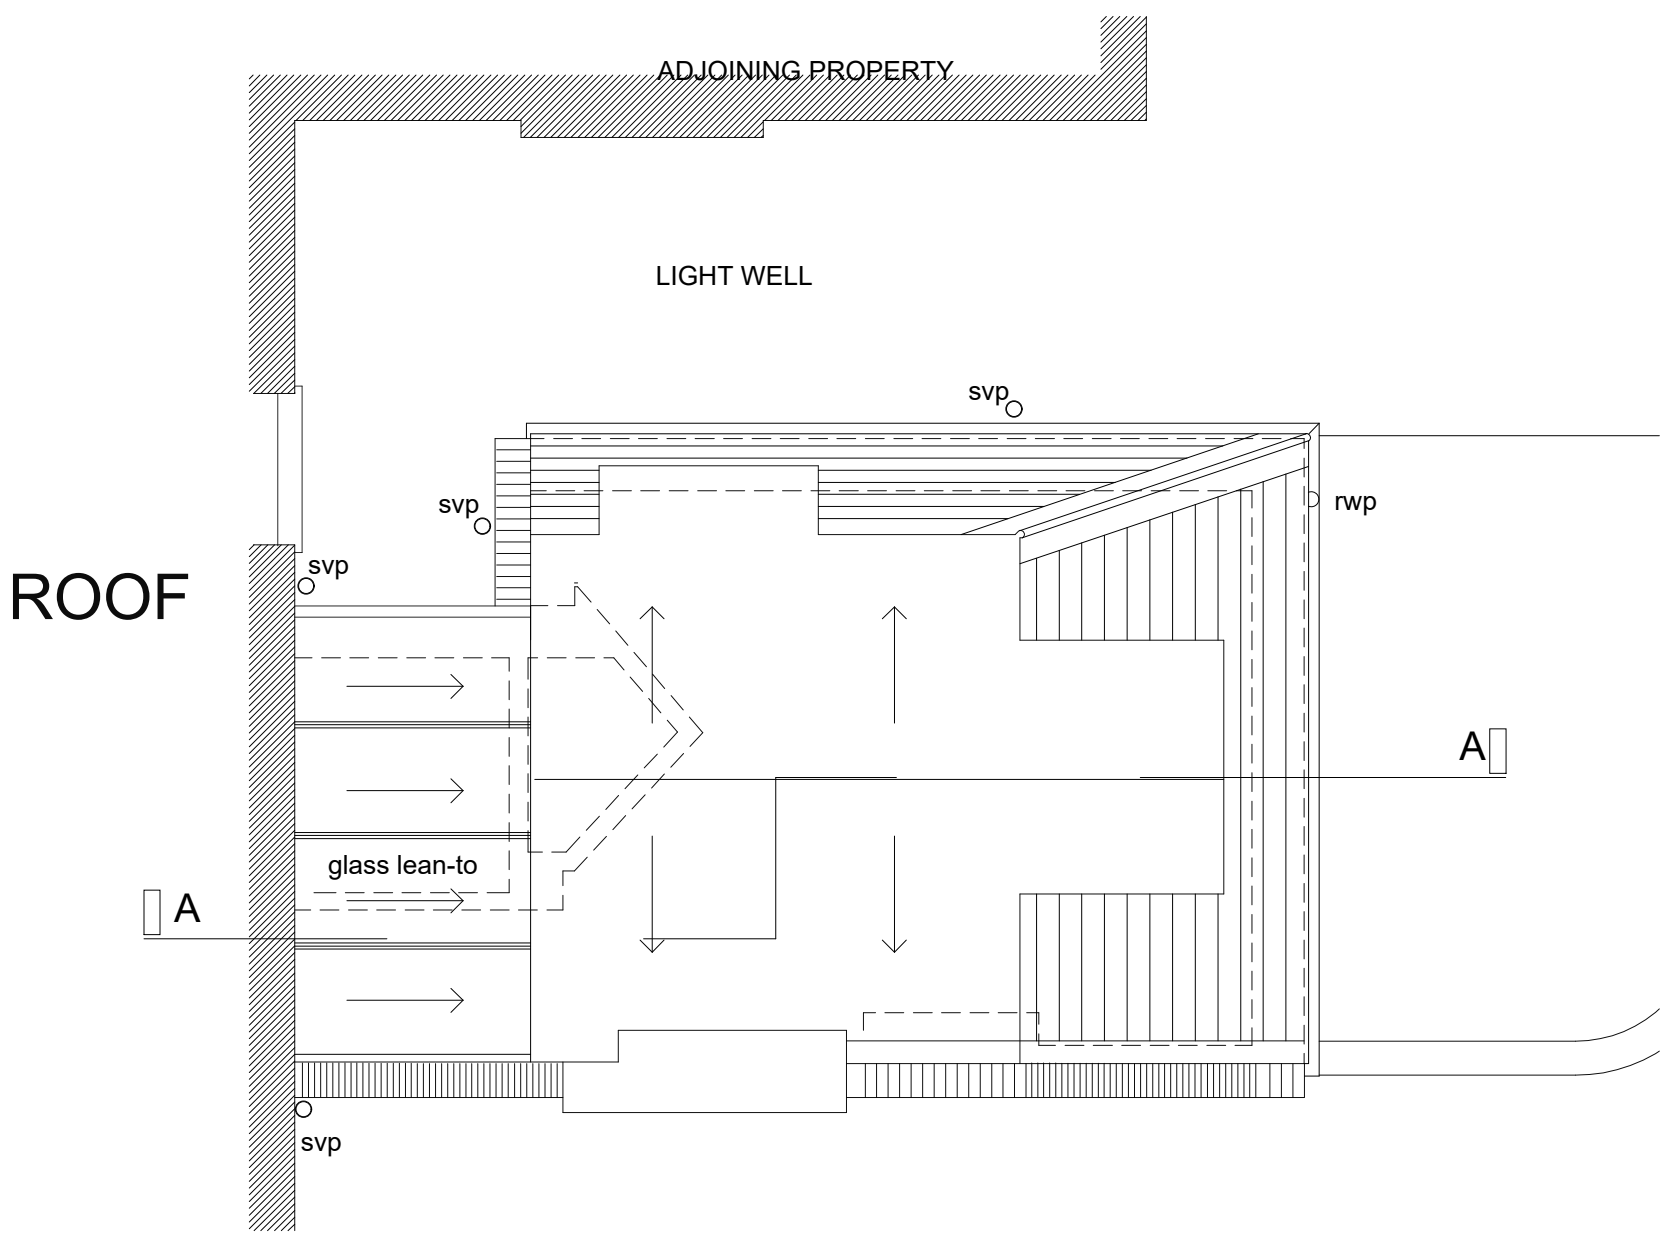 ADJOINING PROPERTY
LIGHT WELL
svp
svp
rwp
svp
ROOF
A
glass lean-to
A
svp